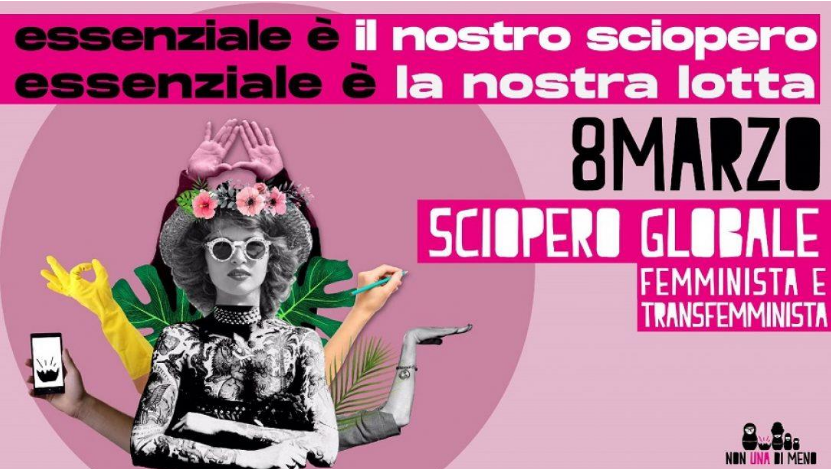 essenziale è il nostro sciopero
essenziale è la nostra lotta
8MARZO
SCIOPERO GLOBALE
FEMMINISTA E
TRANSFEMMINISTA
NON UNA DI MENO